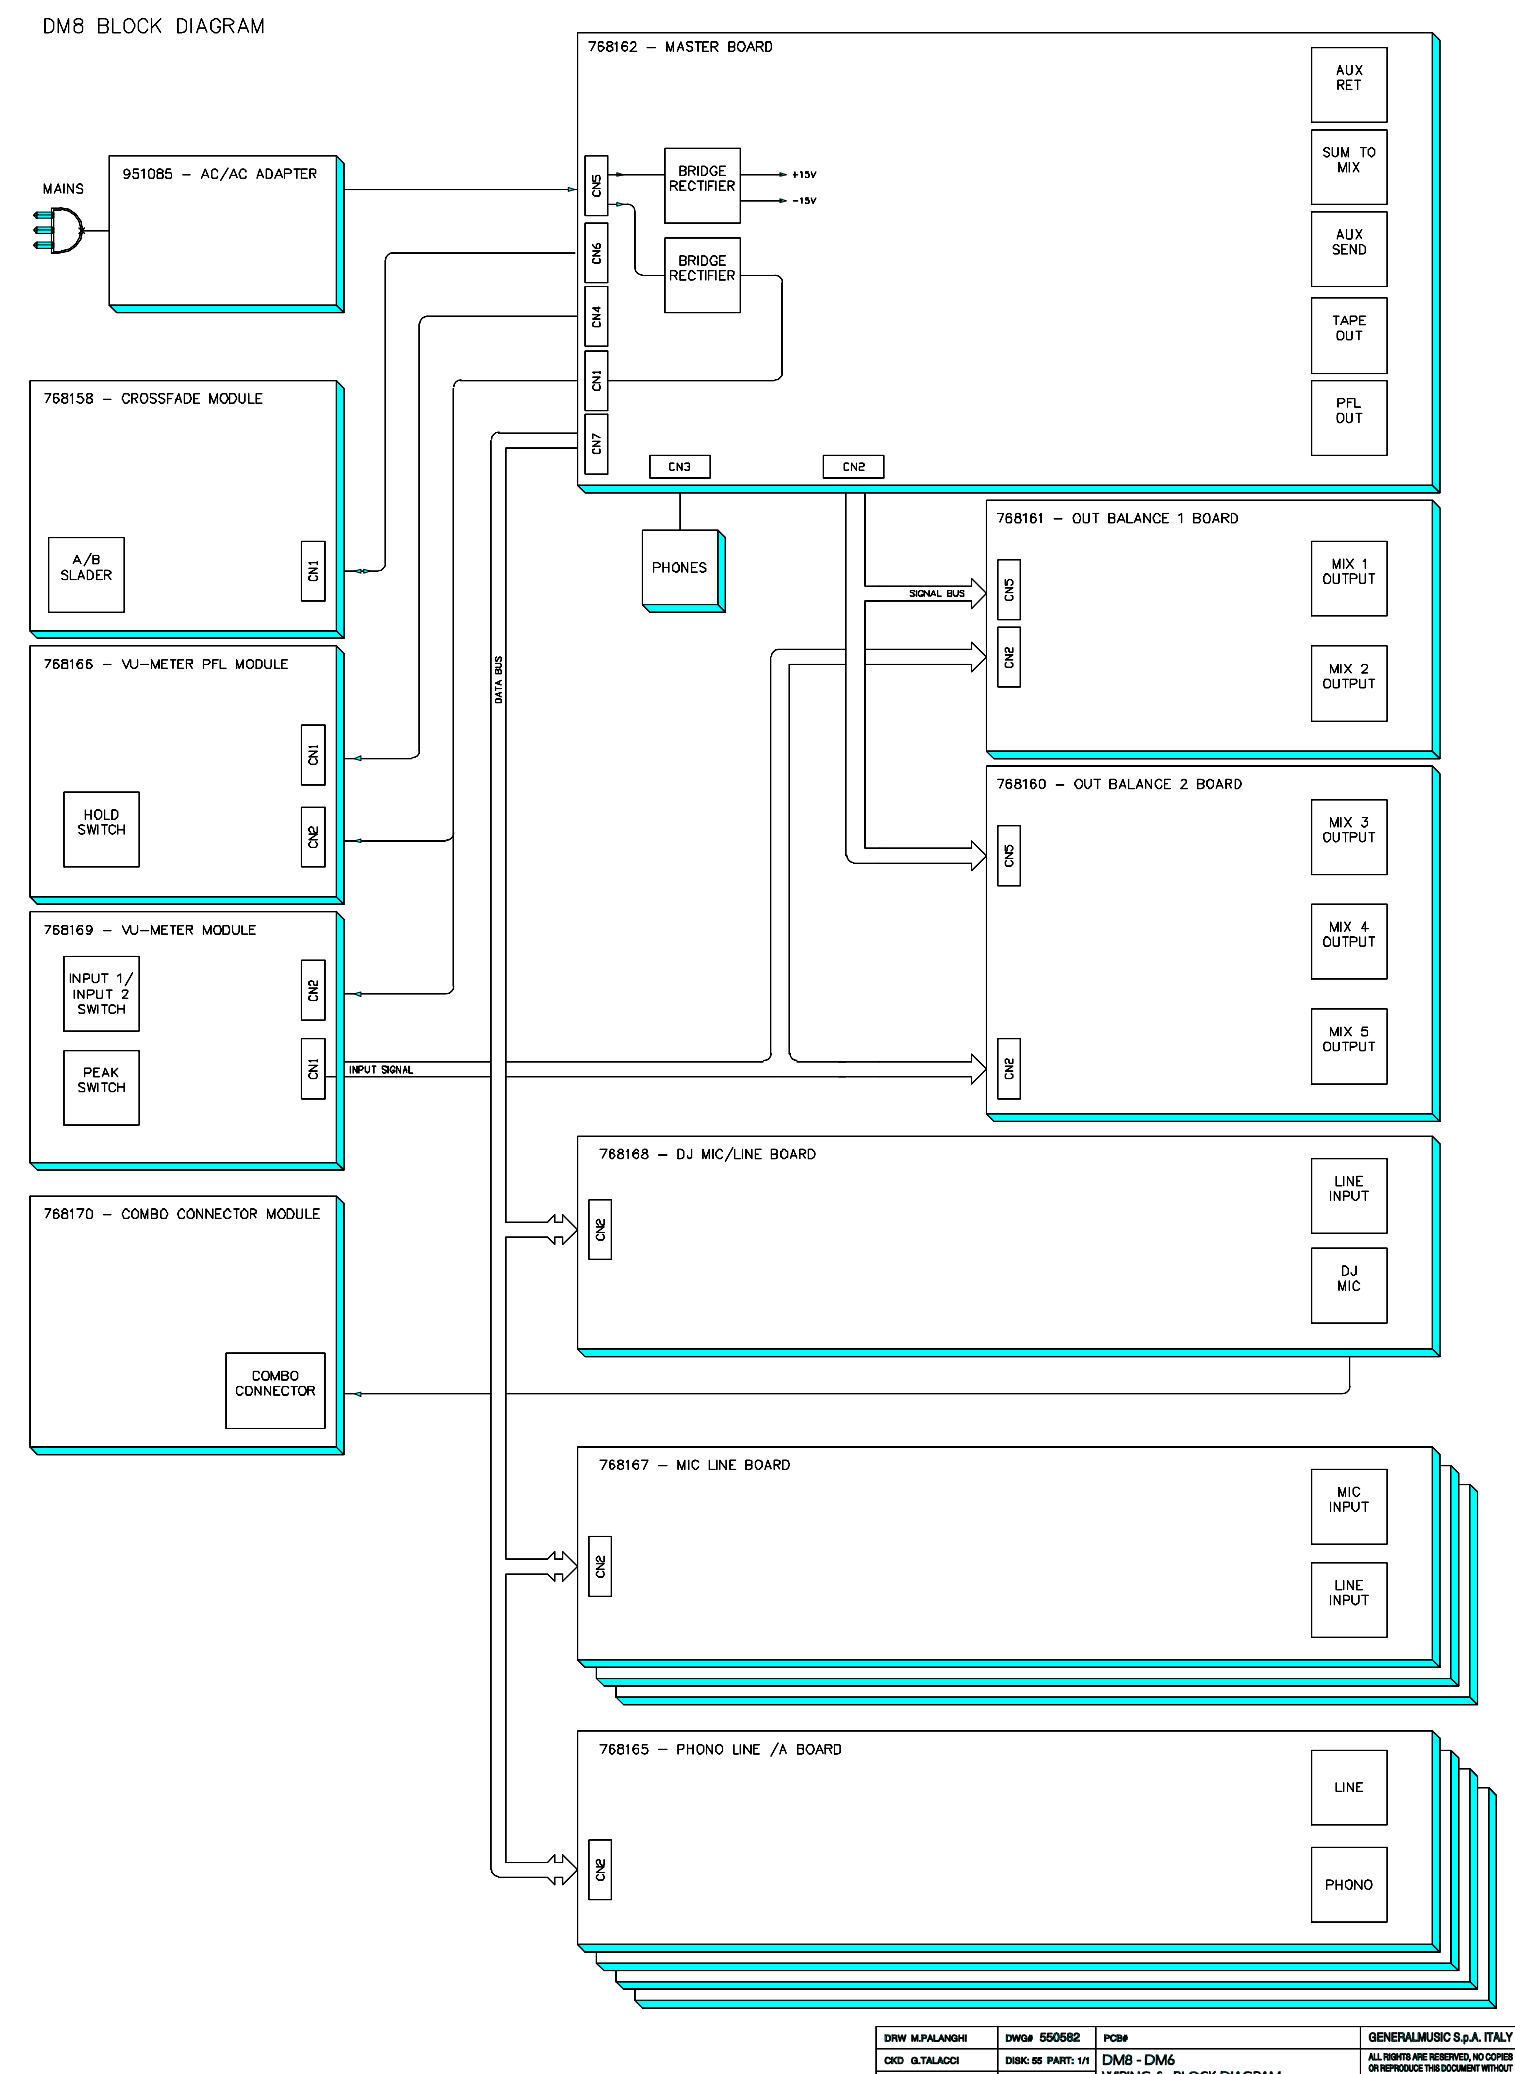 DM8 BLOCK DIAGRAM
768162 – MASTER BOARD
AUX
RET
SUM TO
MIX
AUX
SEND
TAPE
OUT
PFL
OUT
MAINS
951085 – AC/AC ADAPTER
CN5
BRIDGE
RECTIFIER
+15V
–15V
CN6
BRIDGE
RECTIFIER
CN4
CN1
CN7
CN3
CN2
PHONES
768158 – CROSSFADE MODULE
A/B
SLADER
CN1
768161 – OUT BALANCE 1 BOARD
SIGNAL BUS
CN5
CN2
MIX 1
OUTPUT
MIX 2
OUTPUT
768166 – VU–METER PFL MODULE
CN1
HOLD
SWITCH
CN2
DATA BUS
768160 – OUT BALANCE 2 BOARD
CN5
MIX 3
OUTPUT
MIX 4
OUTPUT
MIX 5
OUTPUT
CN2
768169 – VU–METER MODULE
INPUT 1/
INPUT 2
SWITCH
CN2
PEAK
SWITCH
CN1
INPUT SIGNAL
768168 – DJ MIC/LINE BOARD
CN2
LINE
INPUT
DJ
MIC
768170 – COMBO CONNECTOR MODULE
COMBO
CONNECTOR
768167 – MIC LINE BOARD
CN2
MIC
INPUT
LINE
INPUT
768165 – PHONO LINE /A BOARD
CN2
LINE
PHONO
DRW M.PALANGHI
DWG# 550582
PCB#
GENERALMUSIC S.p.A. ITALY
CKD G.TALACCI
DISK: 55 PART: 1/1
DM8 - DM6
WIRING & BLOCK DIAGRAM
ALL RIGHTS ARE RESERVED, NO COPIES
OR REPRODUCE THIS DOCUMENT WITHOUT